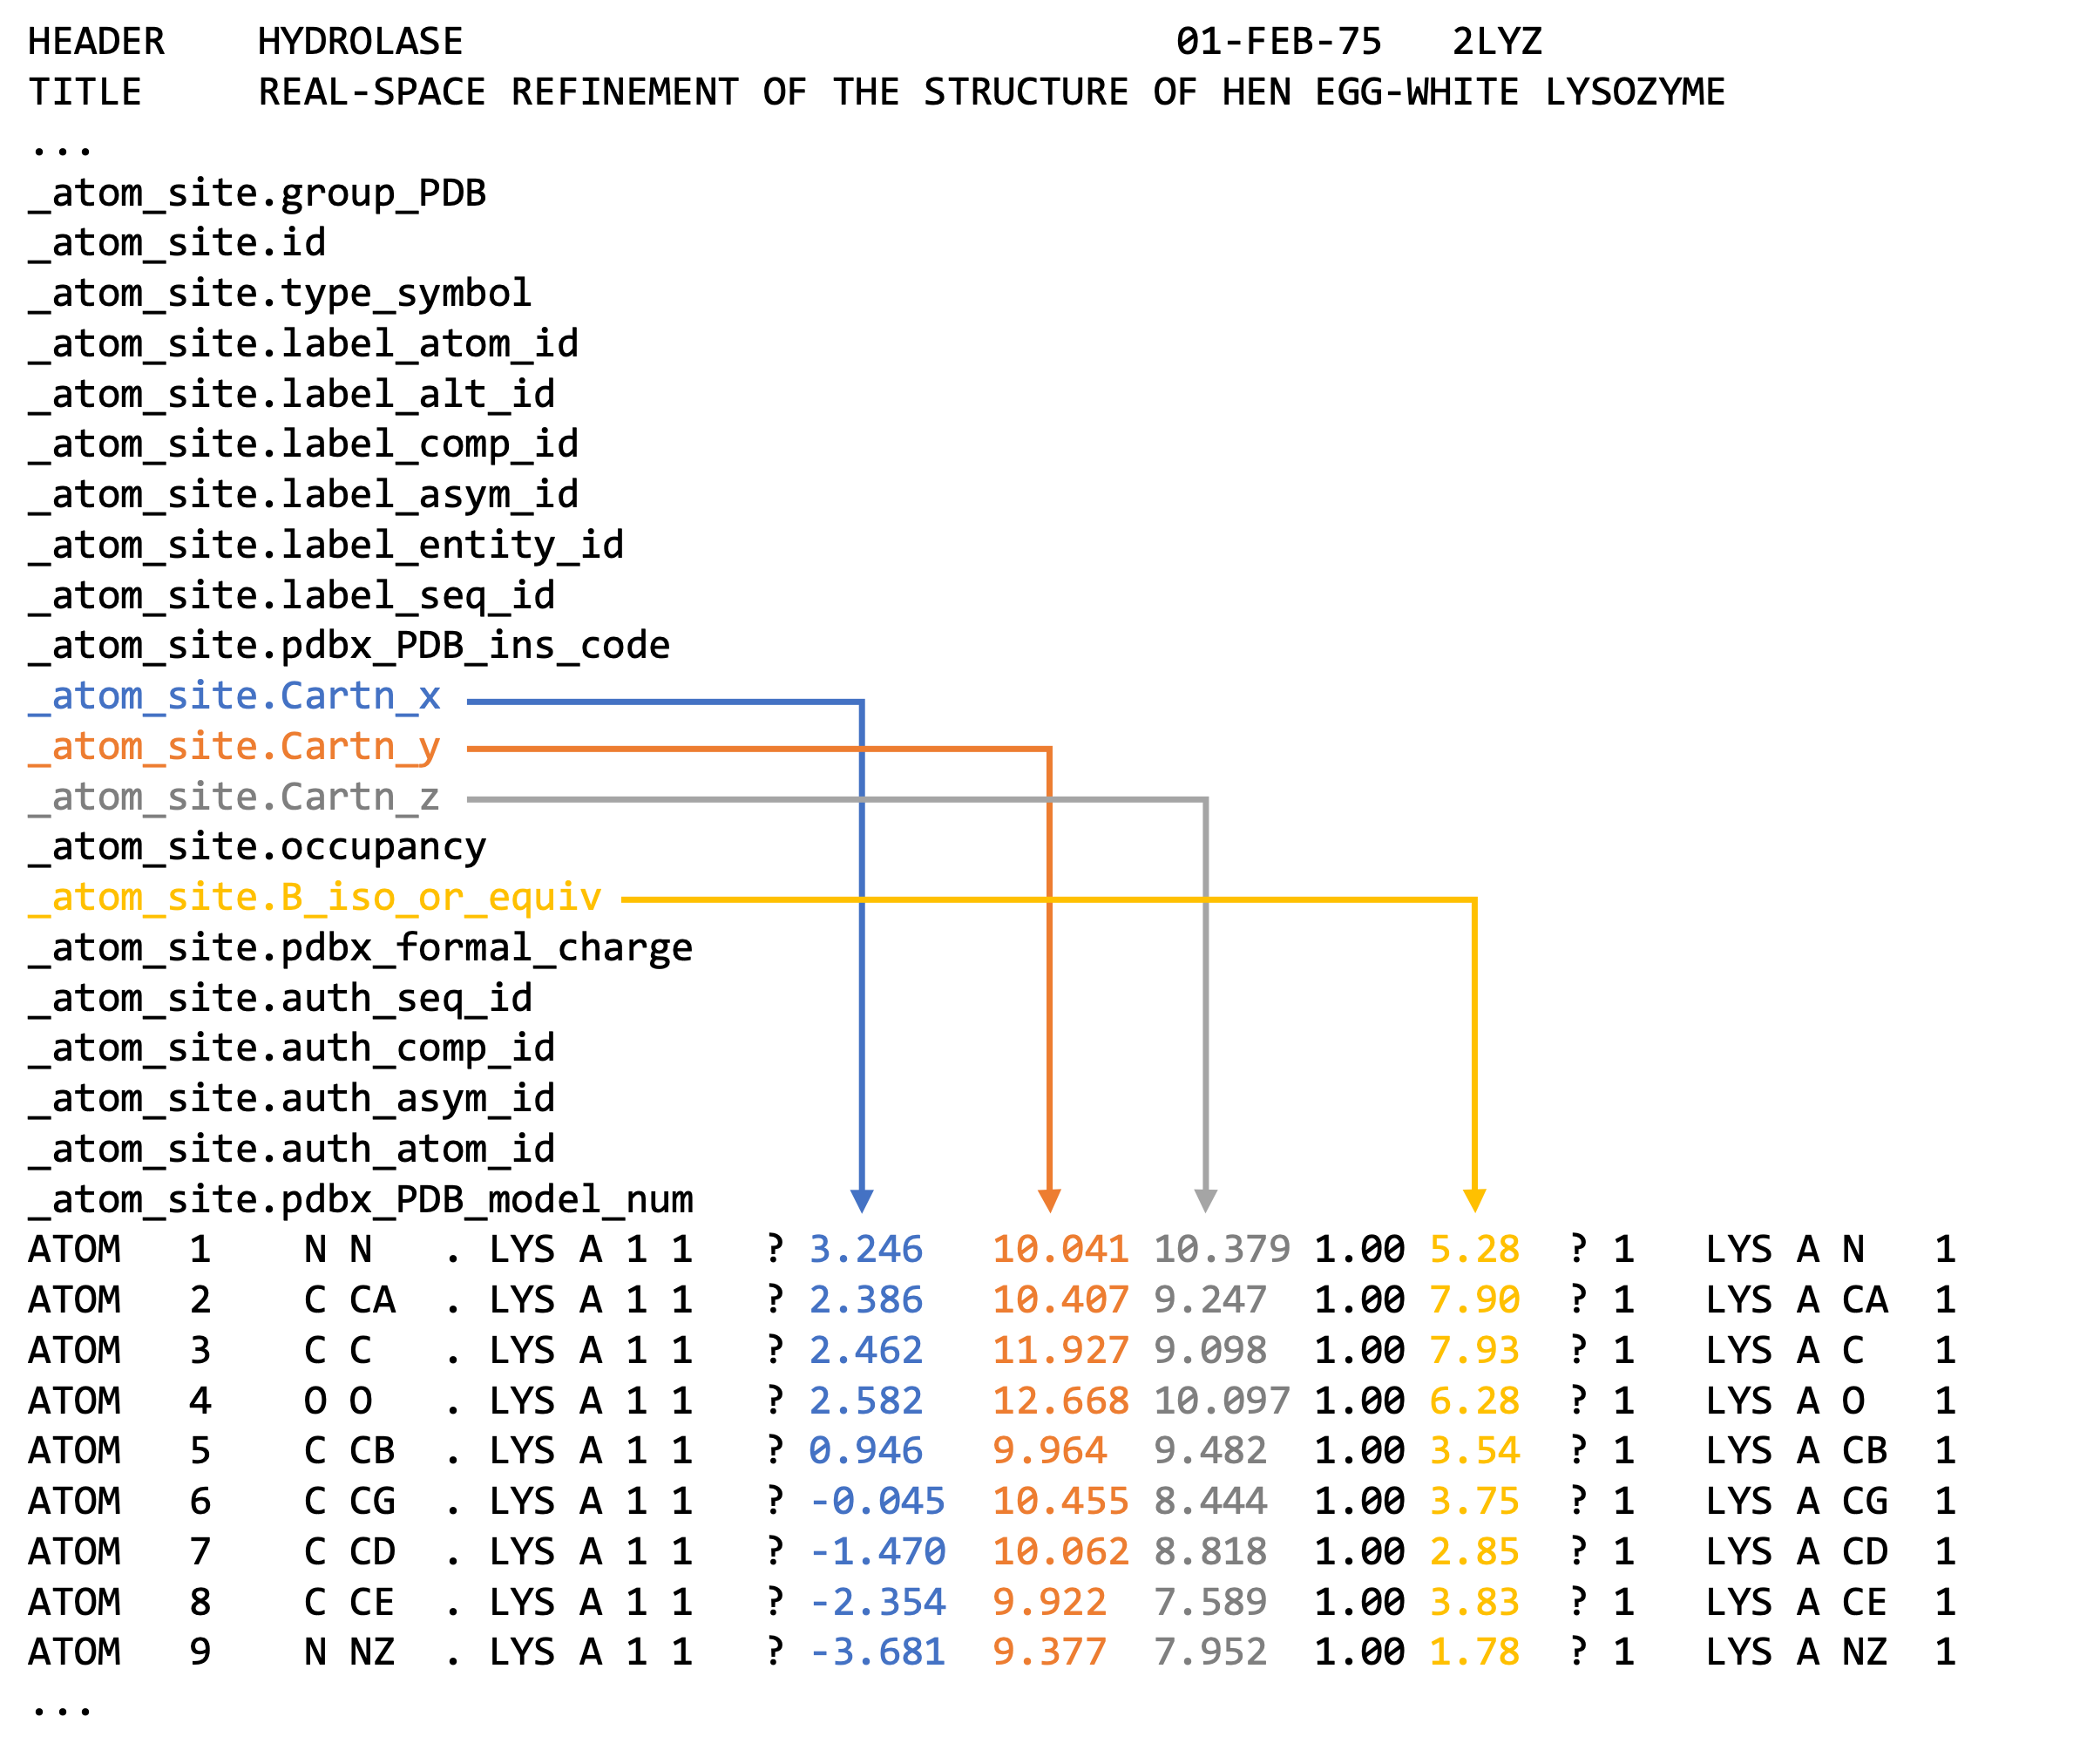 HEADER    HYDROLASE                               01-FEB-75   2LYZ
TITLE     REAL-SPACE REFINEMENT OF THE STRUCTURE OF HEN EGG-WHITE LYSOZYME
...
_atom_site.group_PDB
_atom_site.id
_atom_site.type_symbol
_atom_site.label_atom_id
_atom_site.label_alt_id
_atom_site.label_comp_id
_atom_site.label_asym_id
_atom_site.label_entity_id
_atom_site.label_seq_id
_atom_site.pdbx_PDB_ins_code
_atom_site.Cartn_x
_atom_site.Cartn_y
_atom_site.Cartn_z
_atom_site.occupancy
_atom_site.B_iso_or_equiv
_atom_site.pdbx_formal_charge
_atom_site.auth_seq_id
_atom_site.auth_comp_id
_atom_site.auth_asym_id
_atom_site.auth_atom_id
_atom_site.pdbx_PDB_model_num
ATOM   1    N N   . LYS A 1 1   ? 3.246   10.041 10.379 1.00 5.28  ? 1   LYS A N   1
ATOM   2    C CA  . LYS A 1 1   ? 2.386   10.407 9.247  1.00 7.90  ? 1   LYS A CA  1
ATOM   3    C C   . LYS A 1 1   ? 2.462   11.927 9.098  1.00 7.93  ? 1   LYS A C   1
ATOM   4    O O   . LYS A 1 1   ? 2.582   12.668 10.097 1.00 6.28  ? 1   LYS A O   1
ATOM   5    C CB  . LYS A 1 1   ? 0.946   9.964  9.482  1.00 3.54  ? 1   LYS A CB  1
ATOM   6    C CG  . LYS A 1 1   ? -0.045  10.455 8.444  1.00 3.75  ? 1   LYS A CG  1
ATOM   7    C CD  . LYS A 1 1   ? -1.470  10.062 8.818  1.00 2.85  ? 1   LYS A CD  1
ATOM   8    C CE  . LYS A 1 1   ? -2.354  9.922  7.589  1.00 3.83  ? 1   LYS A CE  1
ATOM   9    N NZ  . LYS A 1 1   ? -3.681  9.377  7.952  1.00 1.78  ? 1   LYS A NZ  1
...